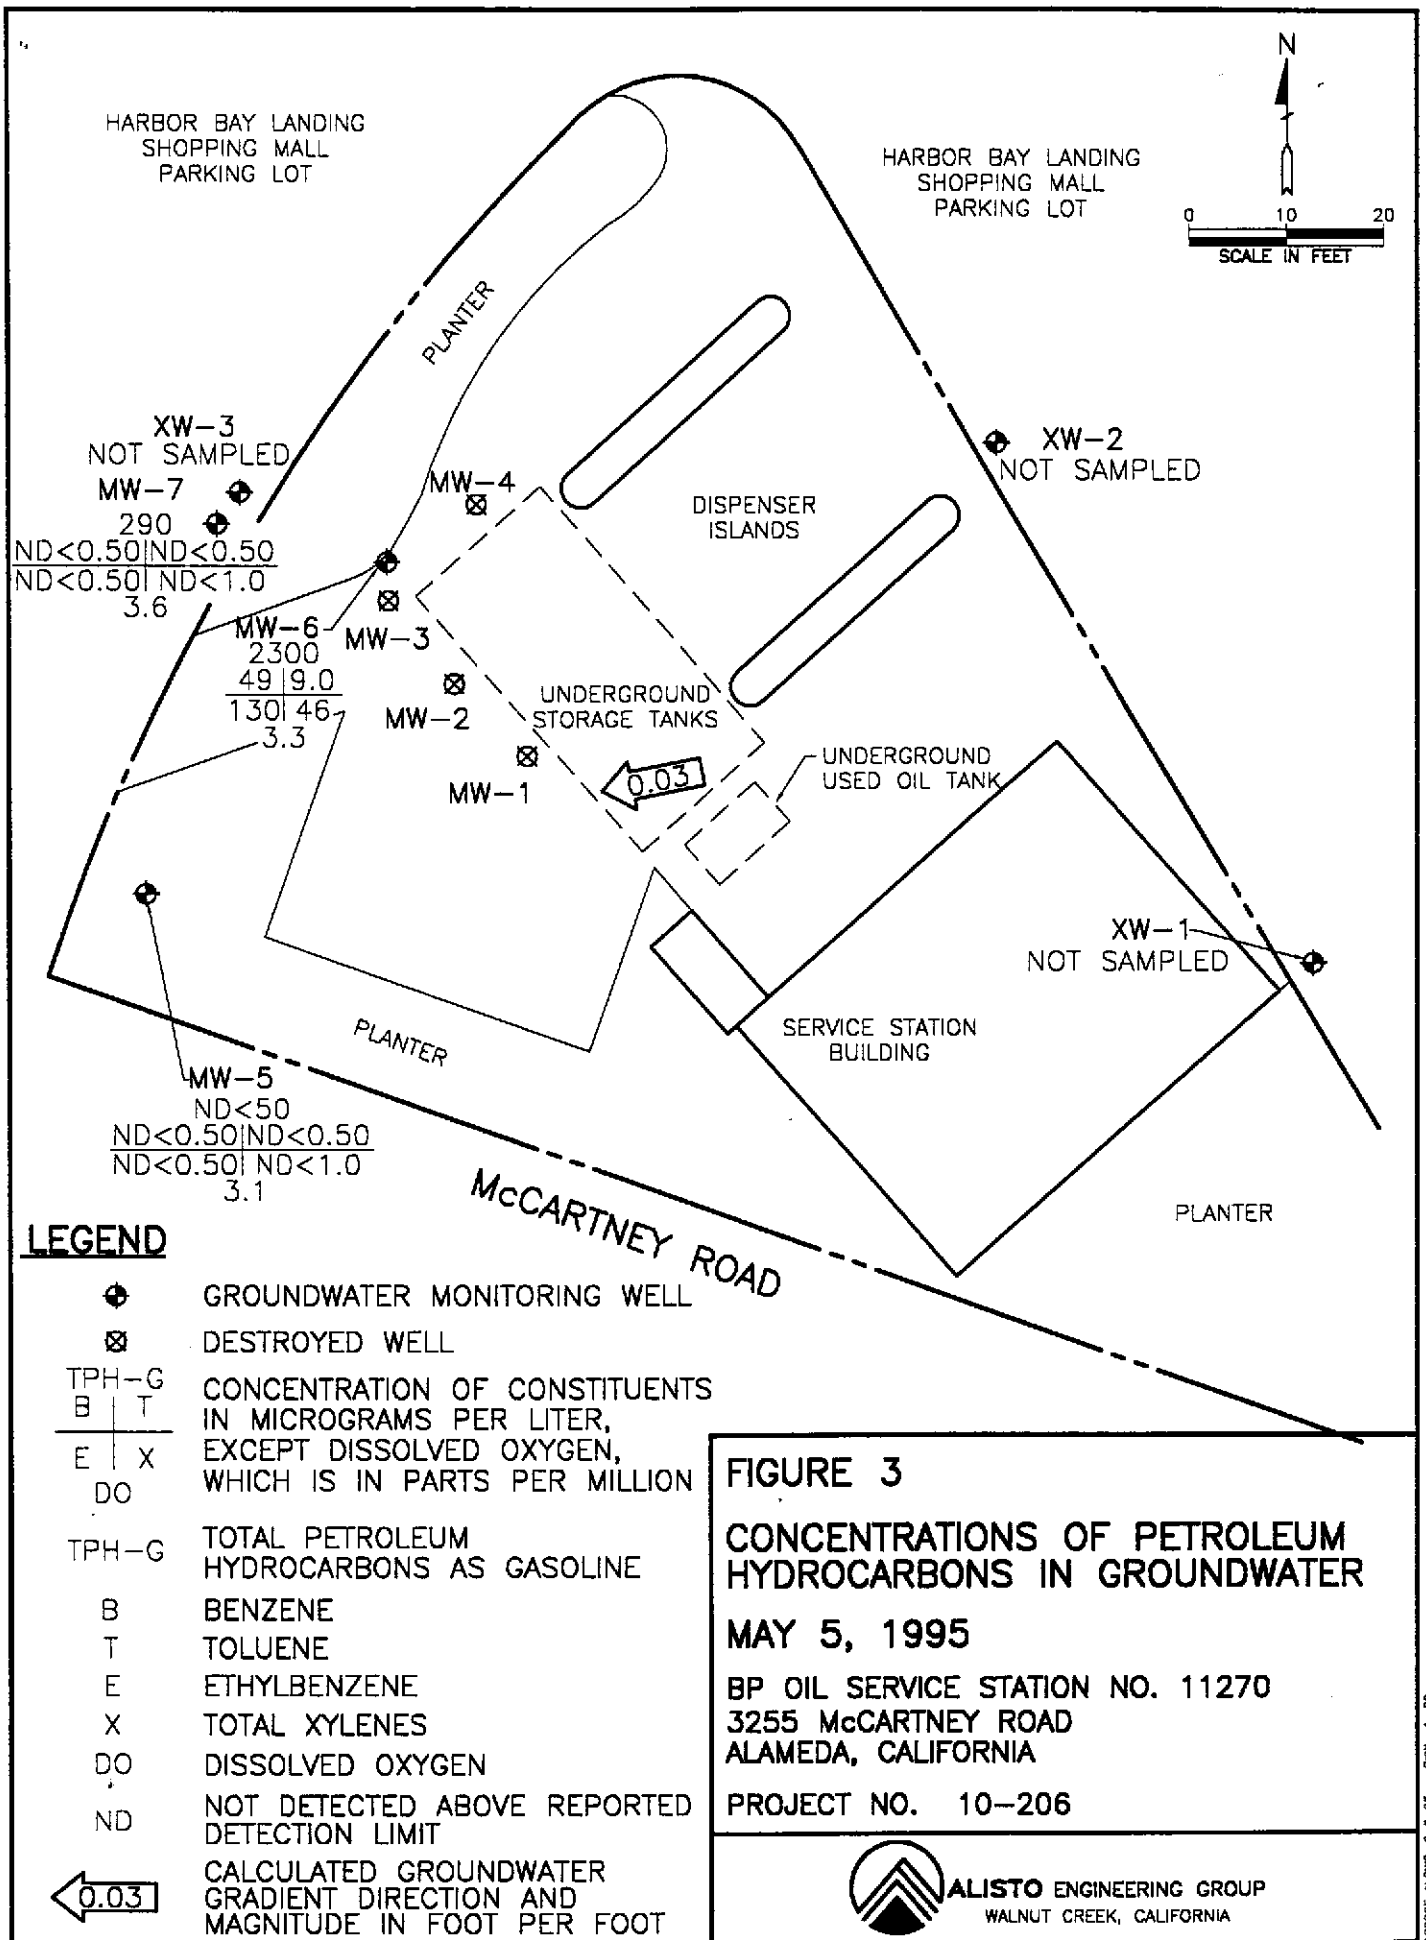 N
HARBOR BAY LANDING
SHOPPING MALL
PARKING LOT
HARBOR BAY LANDING
SHOPPING MALL
PARKING LOT
0 10 20
SCALE IN FEET
PLANTER
XW-3
NOT SAMPLED
MW-7
290
ND<0.50|ND<0.50
ND<0.50|ND<1.0
3.6
MW-4
XW-2
NOT SAMPLED
DISPENSER
ISLANDS
MW-6
2300
49|9.0
130|46
3.3
MW-3
MW-2
MW-1
UNDERGROUND
STORAGE TANKS
0.03
UNDERGROUND
USED OIL TANK
XW-1
NOT SAMPLED
SERVICE STATION
BUILDING
PLANTER
MW-5
ND<50
ND<0.50|ND<0.50
ND<0.50|ND<1.0
3.1
McCARTNEY ROAD
PLANTER
LEGEND
GROUNDWATER MONITORING WELL
DESTROYED WELL
TPH-G
B | T
E | X
DO
CONCENTRATION OF CONSTITUENTS
IN MICROGRAMS PER LITER,
EXCEPT DISSOLVED OXYGEN,
WHICH IS IN PARTS PER MILLION
TPH-G TOTAL PETROLEUM
HYDROCARBONS AS GASOLINE
B BENZENE
T TOLUENE
E ETHYLBENZENE
X TOTAL XYLENES
DO DISSOLVED OXYGEN
ND NOT DETECTED ABOVE REPORTED
DETECTION LIMIT
0.03 CALCULATED GROUNDWATER
GRADIENT DIRECTION AND
MAGNITUDE IN FOOT PER FOOT
FIGURE 3
CONCENTRATIONS OF PETROLEUM
HYDROCARBONS IN GROUNDWATER
MAY 5, 1995
BP OIL SERVICE STATION NO. 11270
3255 McCARTNEY ROAD
ALAMEDA, CALIFORNIA
PROJECT NO. 10-206
ALISTO ENGINEERING GROUP
WALNUT CREEK, CALIFORNIA